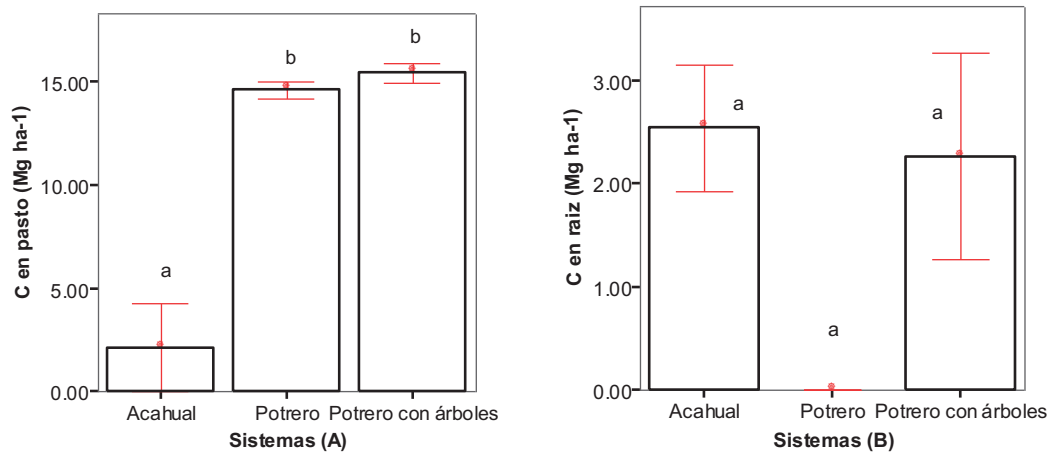 C en pasto (Mg ha-1)
15.00
10.00
5.00
0.00
a
b
b
Acahual
Potrero
Potrero con árboles
Sistemas (A)
C en raiz (Mg ha-1)
3.00
2.00
1.00
0.00
a
a
a
Acahual
Potrero
Potrero con árboles
Sistemas (B)